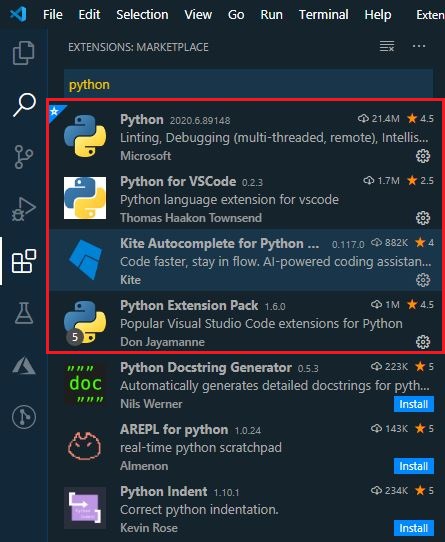 File Edit Selection View Go Run Terminal Help Exten
EXTENSIONS: MARKETPLACE
python
Python 2020.6.89148 21.4M 4.5
Linting, Debugging (multi-threaded, remote), Intellis...
Microsoft
Python for VSCode 0.2.3 1.7M 2.5
Python language extension for vscode
Thomas Haakon Townsend
Kite Autocomplete for Python ... 0.117.0 882K 4
Code faster, stay in flow. AI-powered coding assistan...
Kite
Python Extension Pack 1.6.0 1M 4.5
Popular Visual Studio Code extensions for Python
5 Don Jayamanne
Python Docstring Generator 0.5.3 223K 5
""" doc """
Automatically generates detailed docstrings for pyth...
Nils Werner Install
AREPL for python 1.0.24 143K 5
real-time python scratchpad
Almenon Install
Python Indent 1.10.1 234K 5
Correct python indentation.
Kevin Rose Install